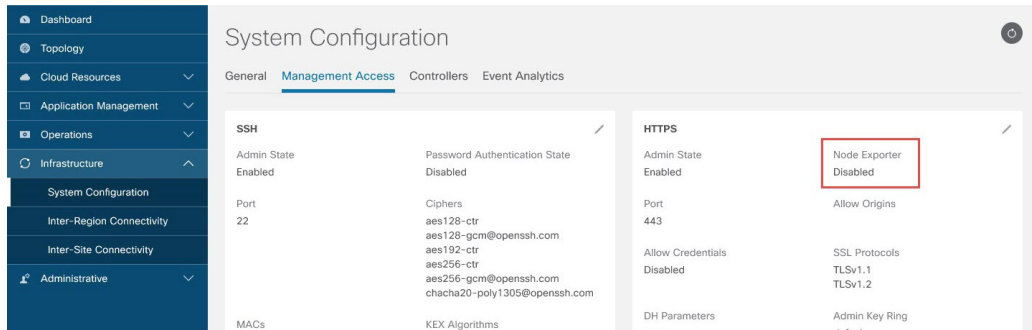 Dashboard
Topology
Cloud Resources
Application Management
Operations
Infrastructure
System Configuration
Inter-Region Connectivity
Inter-Site Connectivity
Administrative
System Configuration
General Management Access Controllers Event Analytics
SSH
Admin State
Enabled
Password Authentication State
Disabled
Port
22
Ciphers
aes128-ctr
aes128-gcm@openssh.com
aes192-ctr
aes256-ctr
aes256-gcm@openssh.com
chacha20-poly1305@openssh.com
MACs
KEX Algorithms
HTTPS
Admin State
Enabled
Node Exporter
Disabled
Port
443
Allow Origins
Allow Credentials
Disabled
SSL Protocols
TLSv1.1
TLSv1.2
DH Parameters
Admin Key Ring